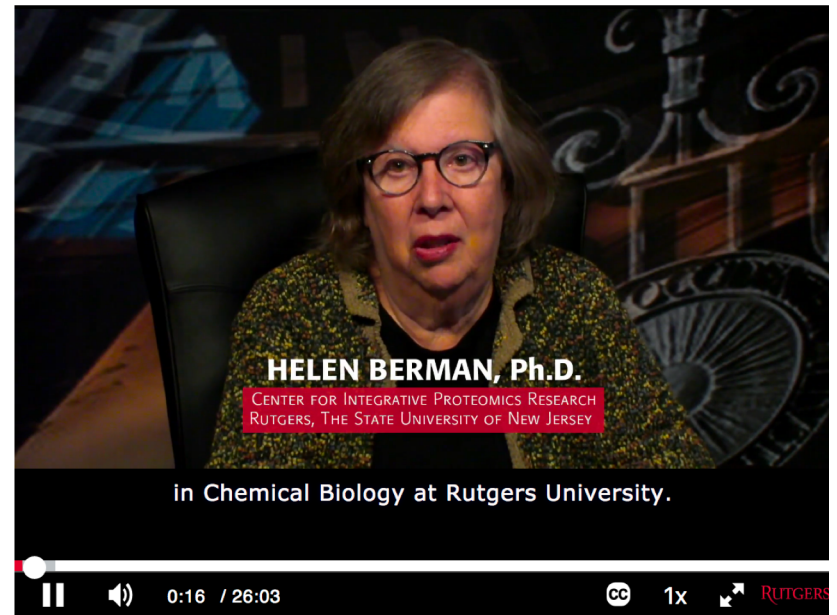 HELEN BERMAN, Ph.D.
CENTER FOR INTEGRATIVE PROTEOMICS RESEARCH
RUTGERS, THE STATE UNIVERSITY OF NEW JERSEY
in Chemical Biology at Rutgers University.
0:16 / 26:03
CC
1x
RUTGERS